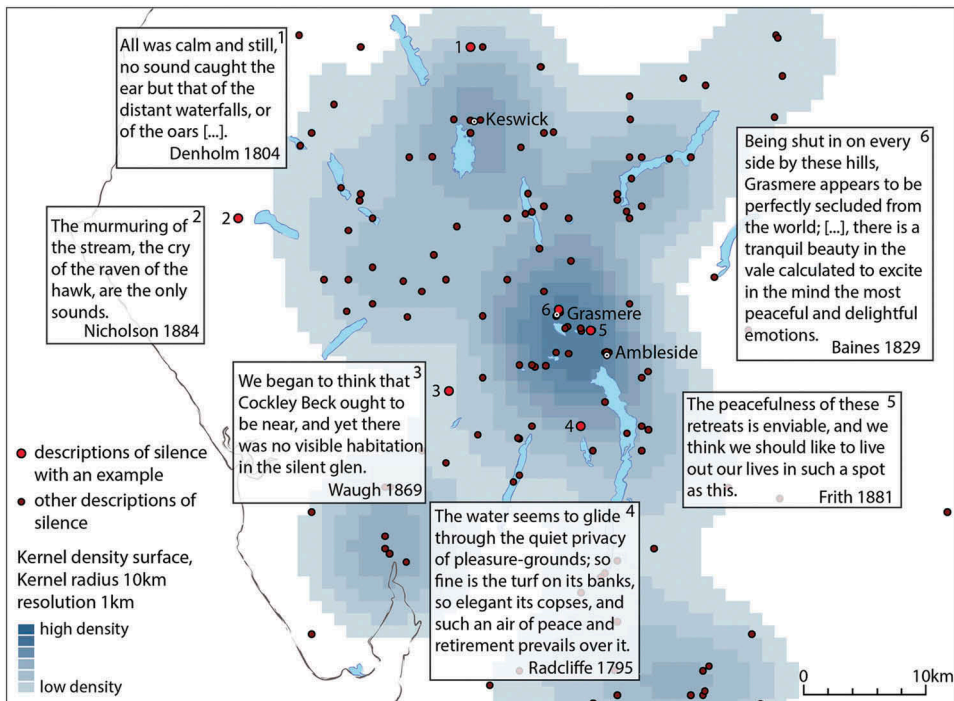 All was calm and still, 1
no sound caught the
ear but that of the
distant waterfalls, or
of the oars [...].
Denholm 1804
The murmuring of 2
the stream, the cry
of the raven of the
hawk, are the only
sounds.
Nicholson 1884
We began to think that 3
Cockley Beck ought to
be near, and yet there
was no visible habitation
in the silent glen.
Waugh 1869
The water seems to glide 4
through the quiet privacy
of pleasure-grounds; so
fine is the turf on its banks,
so elegant its copses, and
such an air of peace and
retirement prevails over it.
Radcliffe 1795
The peacefulness of these 5
retreats is enviable, and we
think we should like to live
out our lives in such a spot
as this.
Frith 1881
Being shut in on every 6
side by these hills,
Grasmere appears to be
perfectly secluded from
the world; [...], there is a
tranquil beauty in the
vale calculated to excite
in the mind the most
peaceful and delightful
emotions.
Baines 1829
1
Keswick
2
6
Grasmere
5
Ambleside
3
4
descriptions of silence
with an example
other descriptions of
silence
Kernel density surface,
Kernel radius 10km
resolution 1km
high density
low density
0
10km